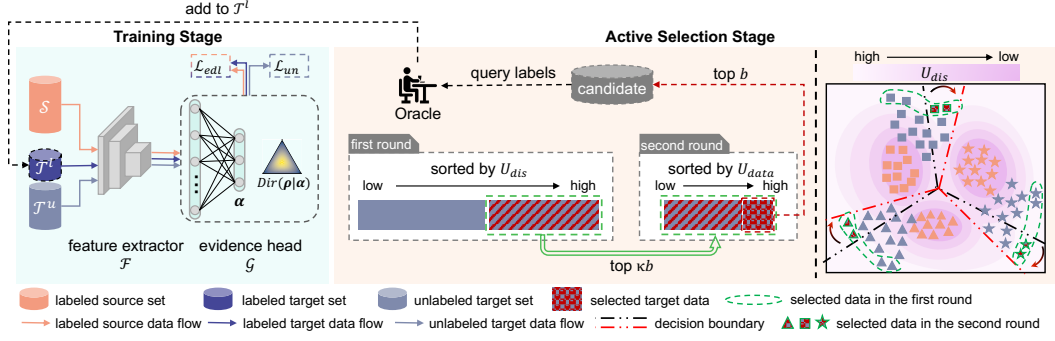 add to 𝒯^l
Training Stage
Active Selection Stage
ℒ_edl
ℒ_un
𝒮
𝒯^l
𝒯^u
Dir(ρ|α)
α
feature extractor
ℱ
evidence head
𝒢
Oracle
query labels
candidate
top b
first round
sorted by U_dis
low
high
second round
sorted by U_data
low
high
top κb
high
low
U_dis
labeled source set
labeled target set
unlabeled target set
selected target data
selected data in the first round
labeled source data flow
labeled target data flow
unlabeled target data flow
decision boundary
selected data in the second round